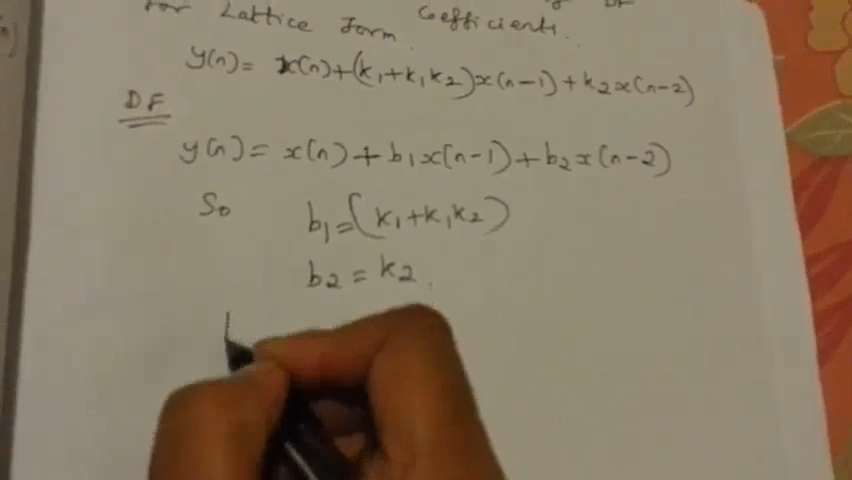 For Lattice Form Coefficients.
y(n)= x(n)+(k₁+k₁k₂)x(n-1)+k₂x(n-2)
DF
y(n)= x(n)+b₁x(n-1)+b₂x(n-2)
So b₁=(k₁+k₁k₂)
b₂=k₂.